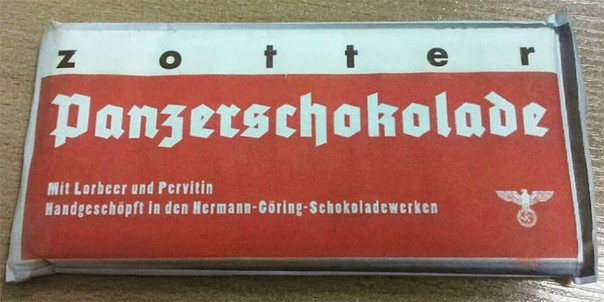 zotter
Panzerschokolade
Mit Lorbeer und Pervitin
Handgeschöpft in den Hermann-Göring-Schokoladewerken